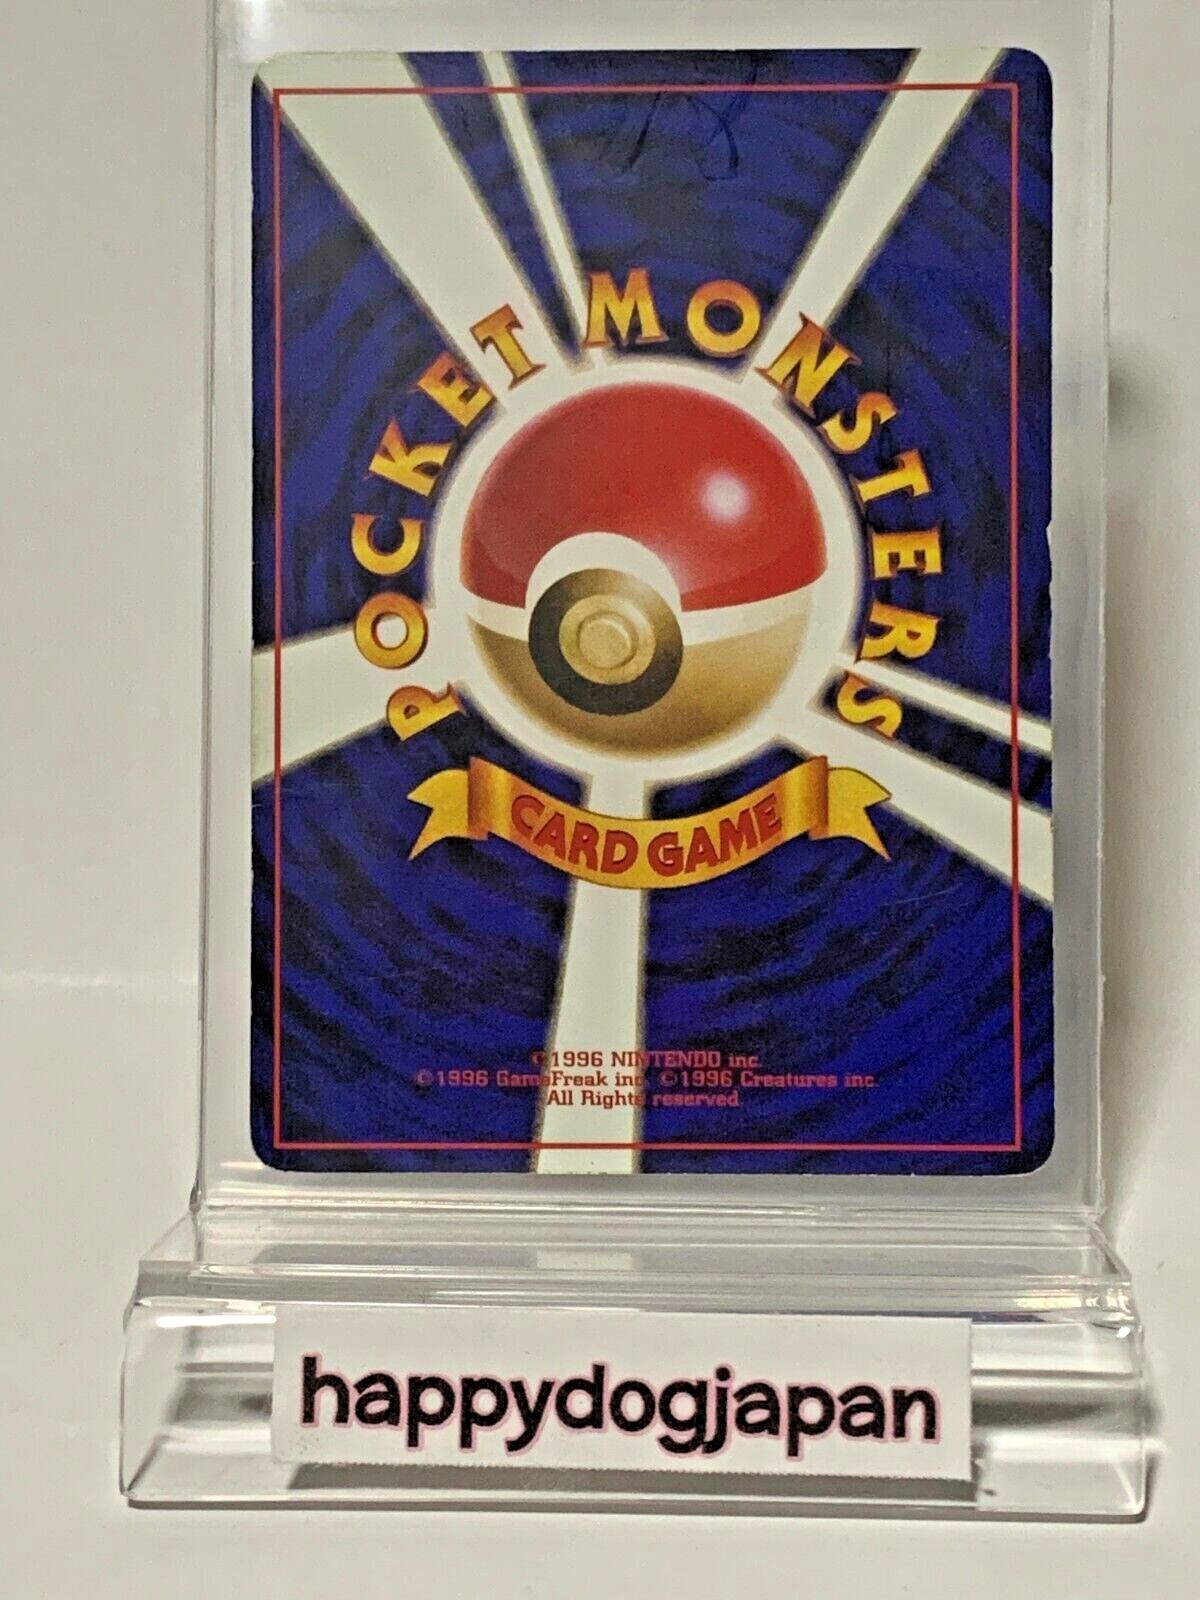 POCKET MONSTERS
CARD GAME
©1996 NINTENDO inc.
©1996 GameFreak inc. ©1996 Creatures inc.
All Rights reserved.
happydogjapan